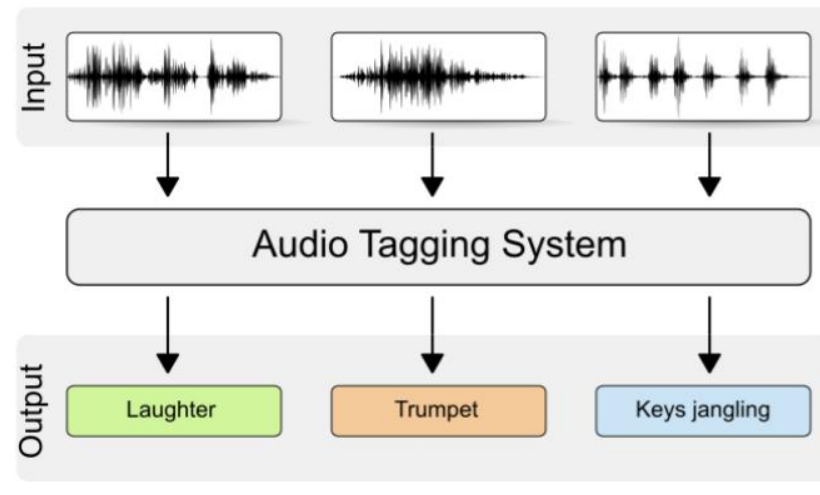 Input
Audio Tagging System
Output
Laughter
Trumpet
Keys jangling